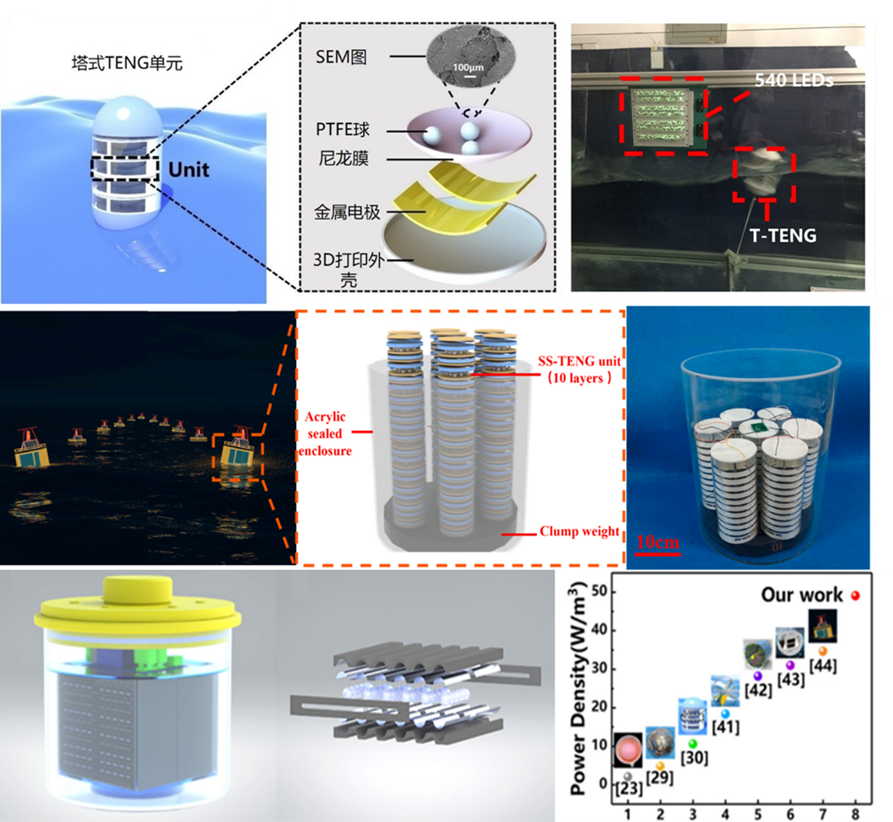 塔式TENG单元
Unit
SEM图
100μm
PTFE球
尼龙膜
金属电极
3D打印外
壳
540 LEDs
T-TENG
SS-TENG unit
(10 layers )
Acrylic
sealed
enclosure
Clump weight
10cm
Power Density(W/m³)
50
40
30
20
10
0
Our work
[44]
[43]
[42]
[41]
[30]
[29]
[23]
1 2 3 4 5 6 7 8